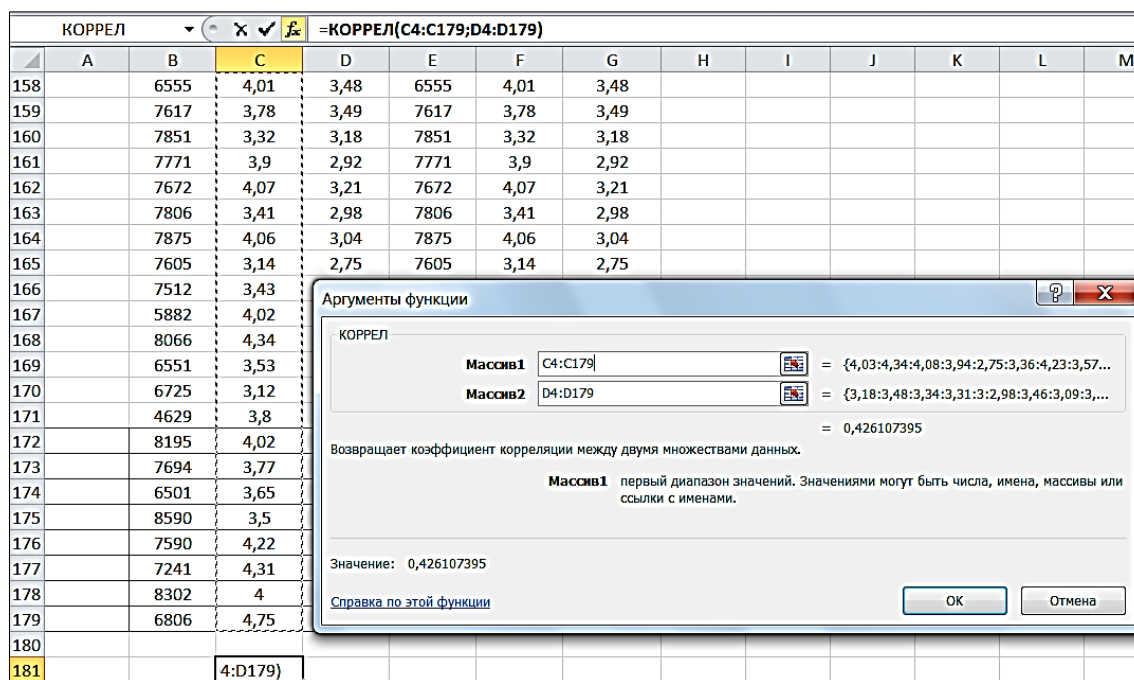 КОРРЕЛ fx =КОРРЕЛ(C4:C179;D4:D179)
A B C D E F G H I J K L M
158 6555 4,01 3,48 6555 4,01 3,48
159 7617 3,78 3,49 7617 3,78 3,49
160 7851 3,32 3,18 7851 3,32 3,18
161 7771 3,9 2,92 7771 3,9 2,92
162 7672 4,07 3,21 7672 4,07 3,21
163 7806 3,41 2,98 7806 3,41 2,98
164 7875 4,06 3,04 7875 4,06 3,04
165 7605 3,14 2,75 7605 3,14 2,75
166 7512 3,43
167 5882 4,02
168 8066 4,34
169 6551 3,53
170 6725 3,12
171 4629 3,8
172 8195 4,02
173 7694 3,77
174 6501 3,65
175 8590 3,5
176 7590 4,22
177 7241 4,31
178 8302 4
179 6806 4,75
180
181 4:D179)
Аргументы функции
КОРРЕЛ
Массив1 C4:C179 = {4,03:4,34:4,08:3,94:2,75:3,36:4,23:3,57...
Массив2 D4:D179 = {3,18:3,48:3,34:3,31:3:2,98:3,46:3,09:3,...
= 0,426107395
Возвращает коэффициент корреляции между двумя множествами данных.
Массив1 первый диапазон значений. Значениями могут быть числа, имена, массивы или
ссылки с именами.
Значение: 0,426107395
Справка по этой функции
ОК Отмена